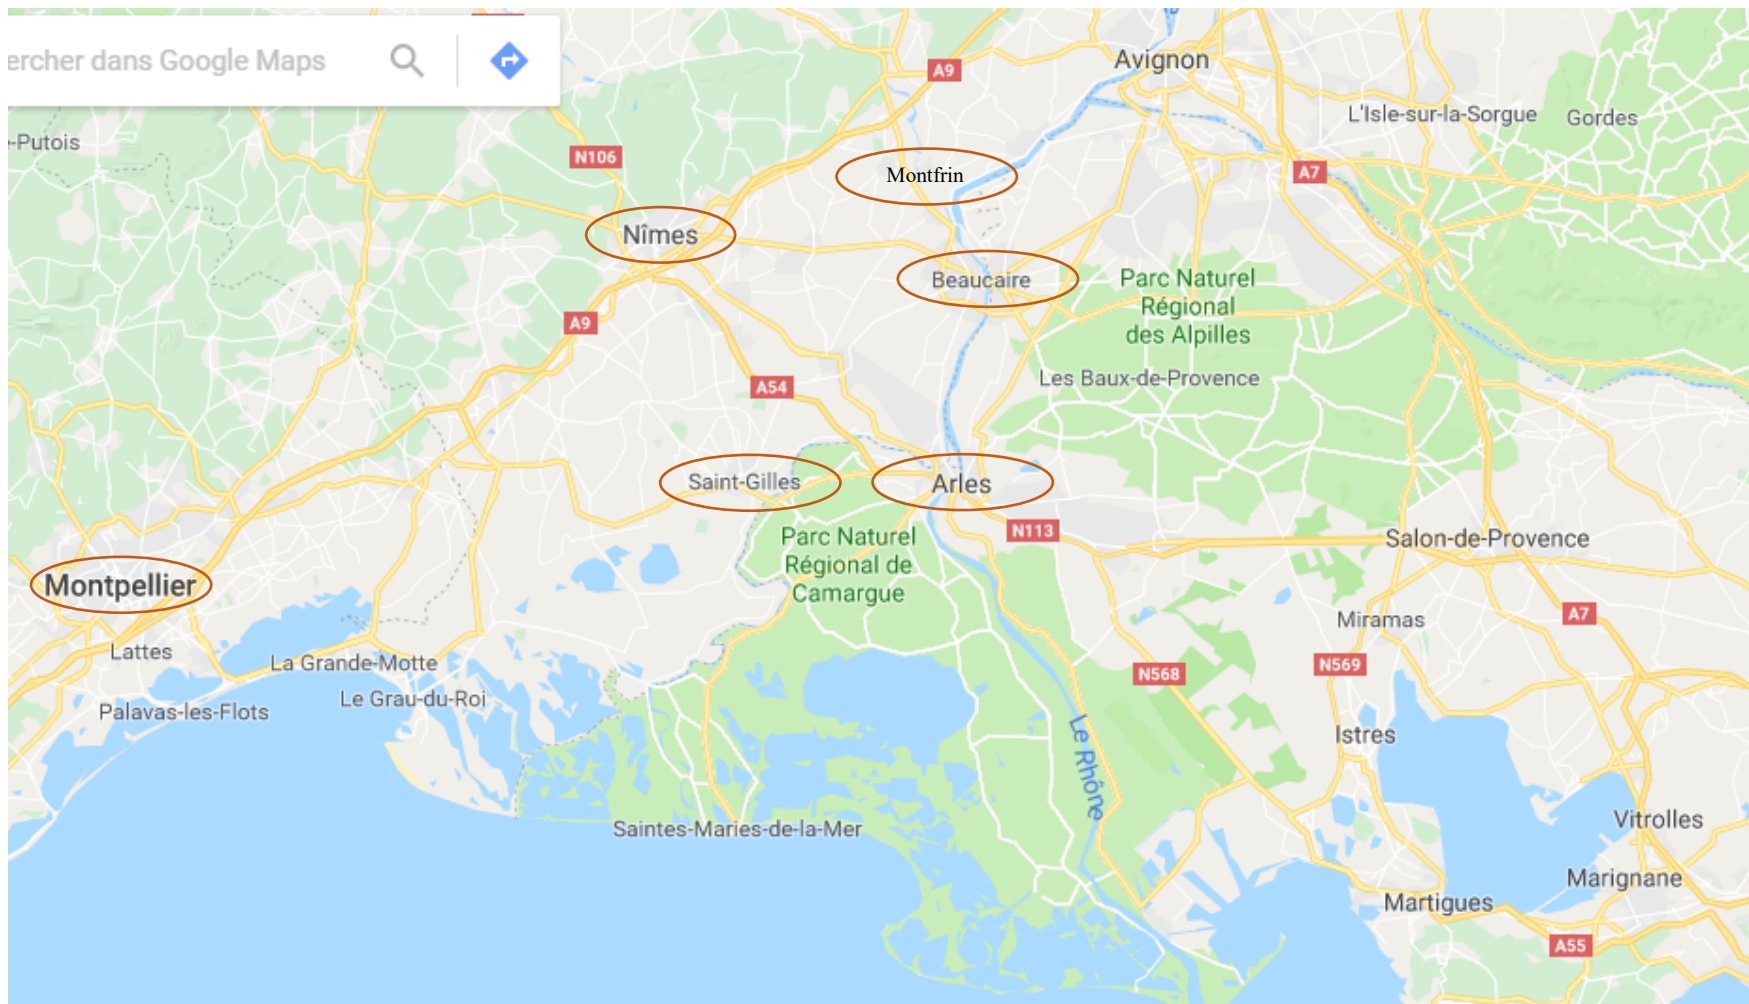 ercher dans Google Maps
A9
Avignon
L'Isle-sur-la-Sorgue
Gordes
-Putois
N106
Montfrin
A7
Nîmes
Beaucaire
Parc Naturel
Régional
des Alpilles
A9
A54
Les Baux-de-Provence
Saint-Gilles
Arles
N113
Parc Naturel
Régional de
Camargue
Salon-de-Provence
Montpellier
Miramas
A7
Lattes
La Grande-Motte
N568
N569
Le Grau-du-Roi
Palavas-les-Flots
Istres
Le Rhône
Saintes-Maries-de-la-Mer
Vitrolles
Marignane
Martigues
A55